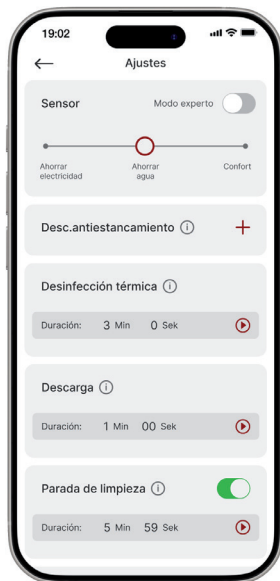 19:02
Ajustes
Sensor Modo experto
Ahorrar electricidad Ahorrar agua Confort
Desc.antiestancamiento
Desinfección térmica
Duración: 3 Min 0 Sek
Descarga
Duración: 1 Min 00 Sek
Parada de limpieza
Duración: 5 Min 59 Sek